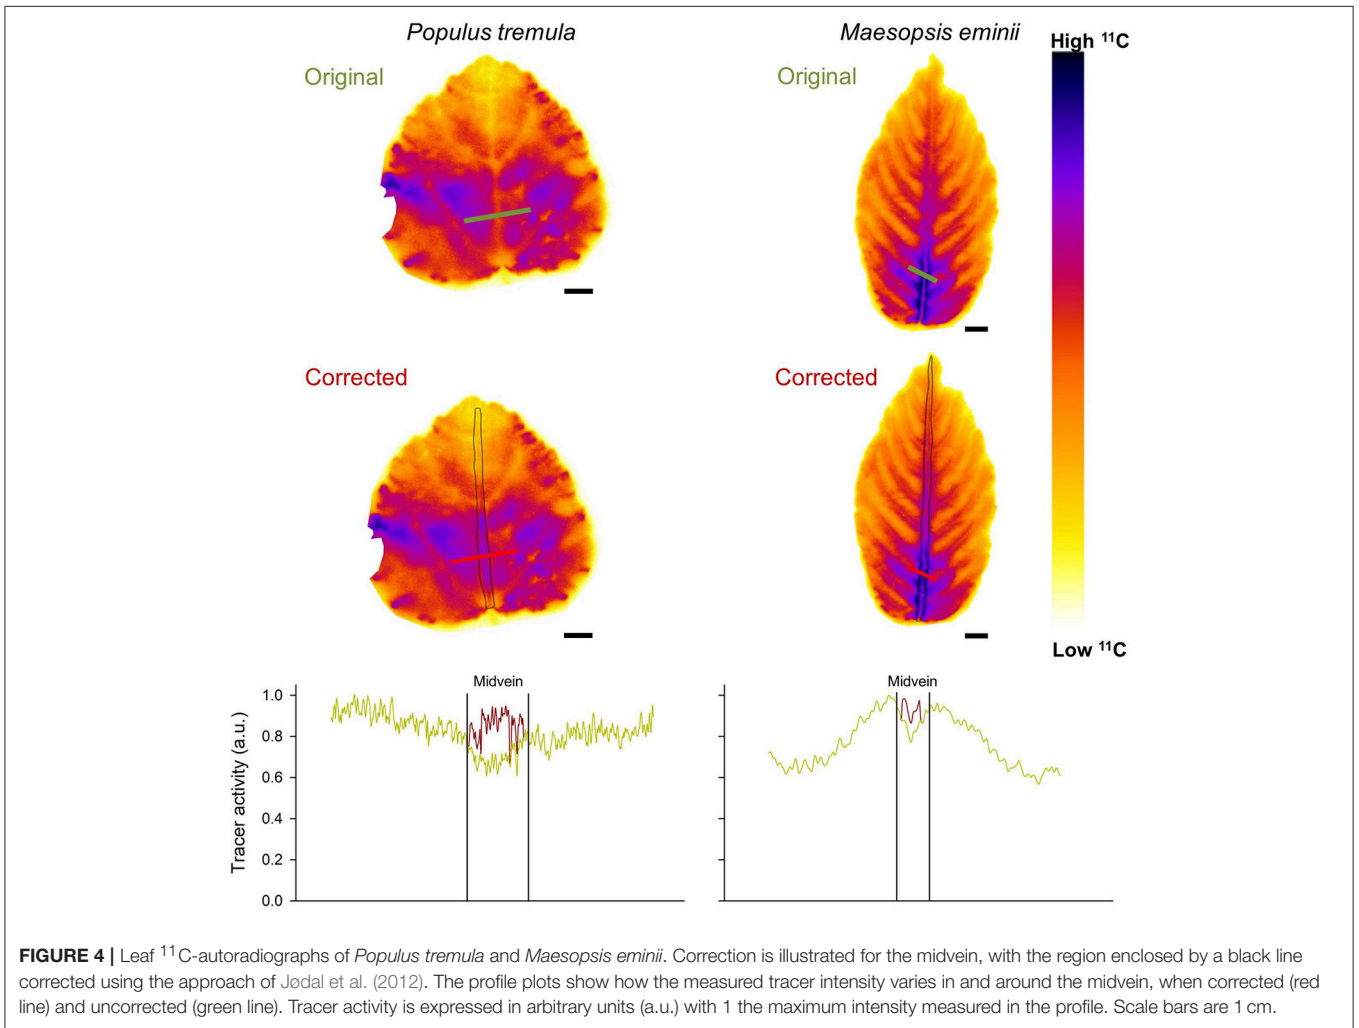 Populus tremula
Maesopsis eminii
High ¹¹C
Original
Original
Corrected
Corrected
Low ¹¹C
Midvein
Midvein
1.0
0.8
0.6
0.4
0.2
0.0
Tracer activity (a.u.)
FIGURE 4 | Leaf ¹¹C-autoradiographs of Populus tremula and Maesopsis eminii. Correction is illustrated for the midvein, with the region enclosed by a black line
corrected using the approach of Jødal et al. (2012). The profile plots show how the measured tracer intensity varies in and around the midvein, when corrected (red
line) and uncorrected (green line). Tracer activity is expressed in arbitrary units (a.u.) with 1 the maximum intensity measured in the profile. Scale bars are 1 cm.